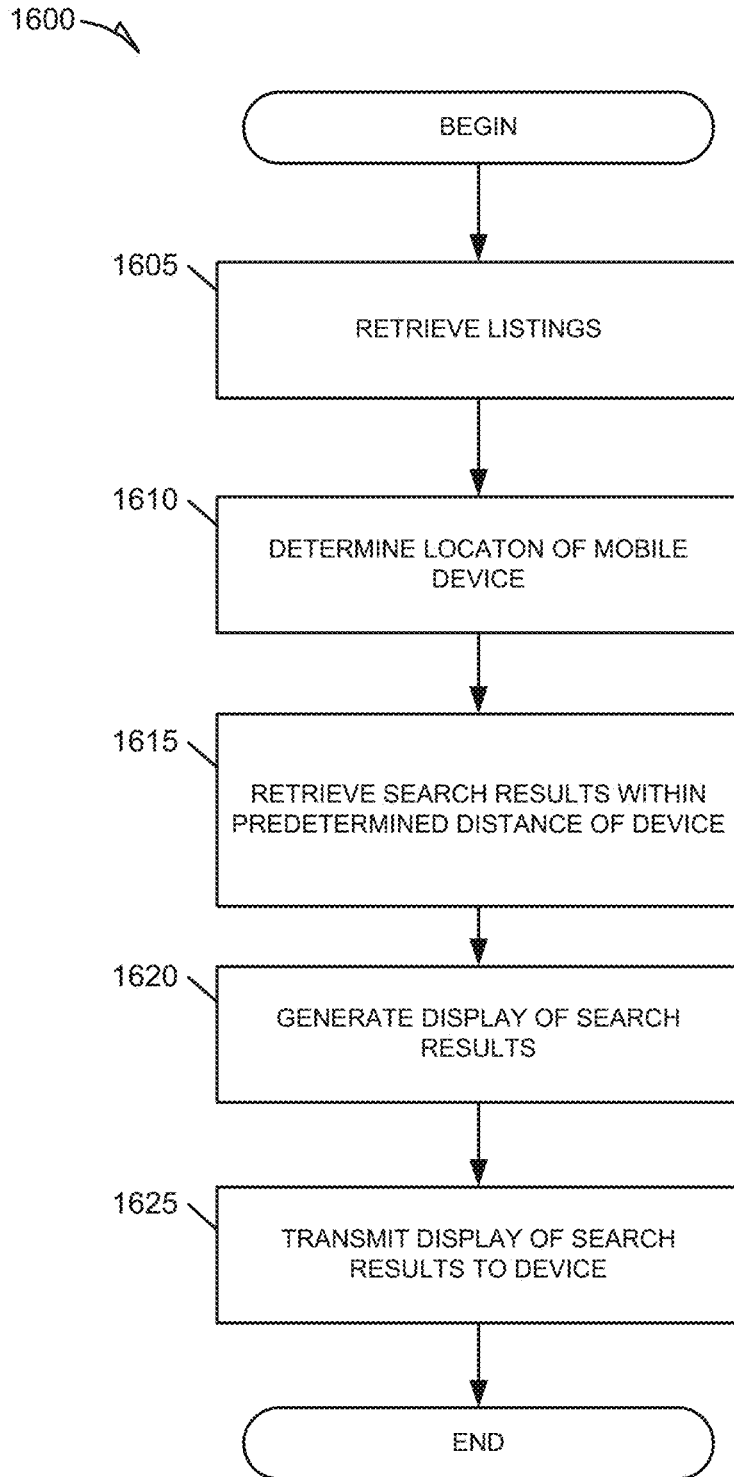 1600
BEGIN
1605
RETRIEVE LISTINGS
1610
DETERMINE LOCATON OF MOBILE
DEVICE
1615
RETRIEVE SEARCH RESULTS WITHIN
PREDETERMINED DISTANCE OF DEVICE
1620
GENERATE DISPLAY OF SEARCH
RESULTS
1625
TRANSMIT DISPLAY OF SEARCH
RESULTS TO DEVICE
END